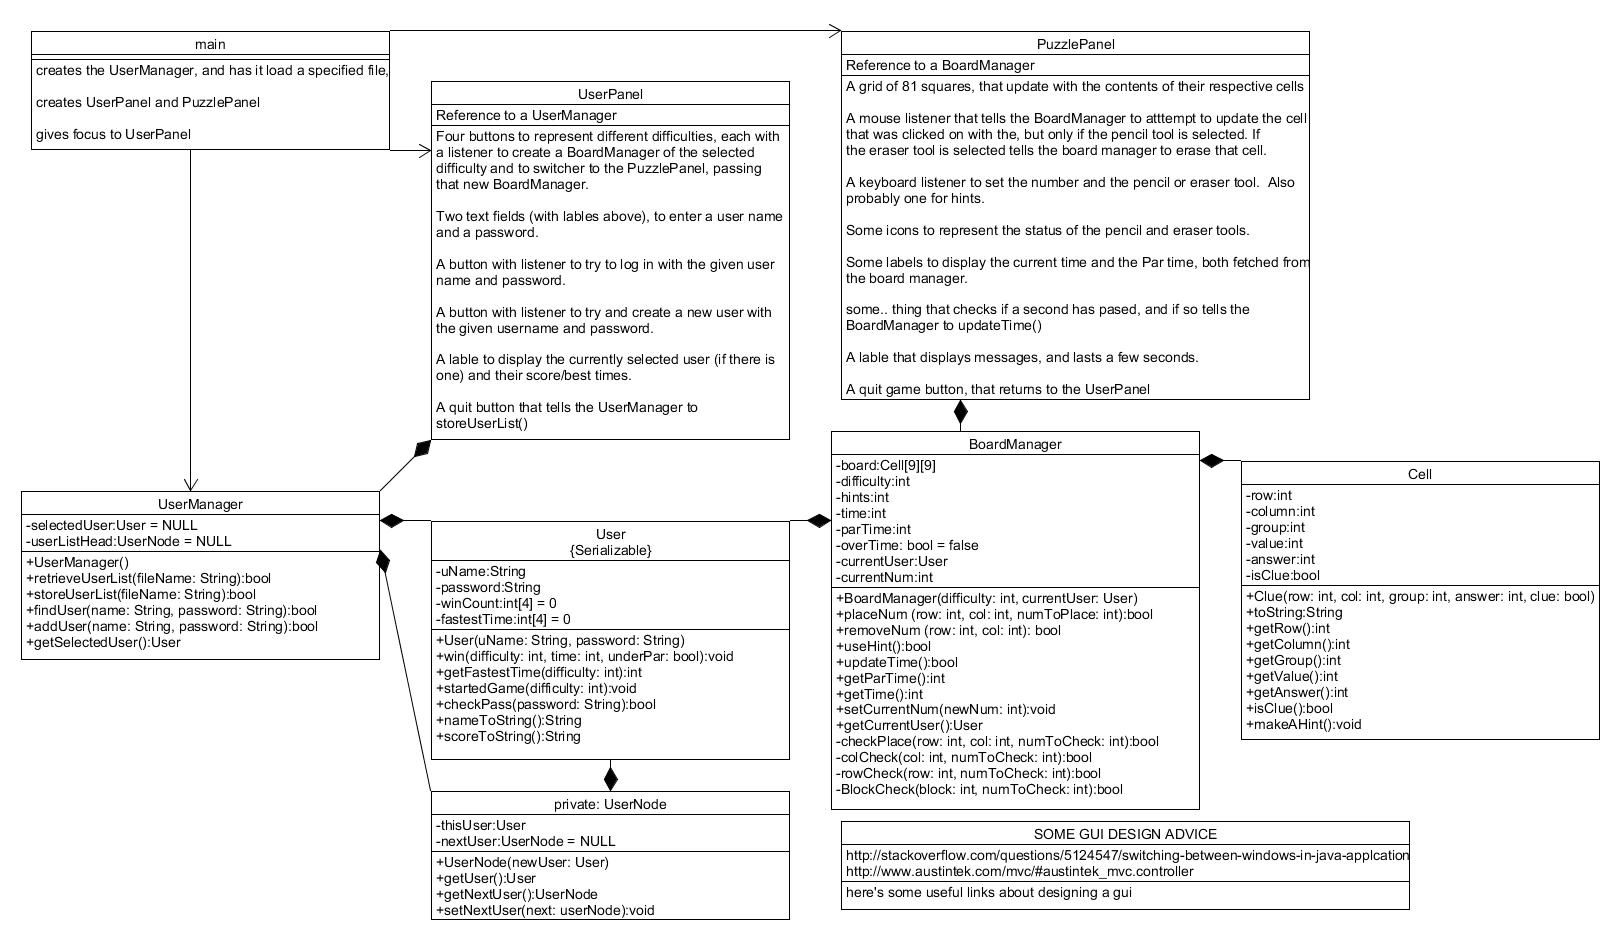 main
creates the UserManager, and has it load a specified file,
creates UserPanel and PuzzlePanel
gives focus to UserPanel
UserPanel
Reference to a UserManager
Four buttons to represent different difficulties, each with
a listener to create a BoardManager of the selected
difficulty and to switcher to the PuzzlePanel, passing
that new BoardManager.
Two text fields (with lables above), to enter a user name
and a password.
A button with listener to try to log in with the given user
name and password.
A button with listener to try and create a new user with
the given username and password.
A lable to display the currently selected user (if there is
one) and their score/best times.
A quit button that tells the UserManager to
storeUserList()
PuzzlePanel
Reference to a BoardManager
A grid of 81 squares, that update with the contents of their respective cells
A mouse listener that tells the BoardManager to atttempt to update the cell
that was clicked on with the, but only if the pencil tool is selected. If
the eraser tool is selected tells the board manager to erase that cell.
A keyboard listener to set the number and the pencil or eraser tool.  Also
probably one for hints.
Some icons to represent the status of the pencil and eraser tools.
Some labels to display the current time and the Par time, both fetched from
the board manager.
some.. thing that checks if a second has pased, and if so tells the
BoardManager to updateTime()
A lable that displays messages, and lasts a few seconds.
A quit game button, that returns to the UserPanel
UserManager
-selectedUser:User = NULL
-userListHead:UserNode = NULL
+UserManager()
+retrieveUserList(fileName: String):bool
+storeUserList(fileName: String):bool
+findUser(name: String, password: String):bool
+addUser(name: String, password: String):bool
+getSelectedUser():User
User
{Serializable}
-uName:String
-password:String
-winCount:int[4] = 0
-fastestTime:int[4] = 0
+User(uName: String, password: String)
+win(difficulty: int, time: int, underPar: bool):void
+getFastestTime(difficulty: int):int
+startedGame(difficulty: int):void
+checkPass(password: String):bool
+nameToString():String
+scoreToString():String
private: UserNode
-thisUser:User
-nextUser:UserNode = NULL
+UserNode(newUser: User)
+getUser():User
+getNextUser():UserNode
+setNextUser(next: userNode):void
BoardManager
-board:Cell[9][9]
-difficulty:int
-hints:int
-time:int
-parTime:int
-overTime: bool = false
-currentUser:User
-currentNum:int
+BoardManager(difficulty: int, currentUser: User)
+placeNum (row: int, col: int, numToPlace: int):bool
+removeNum (row: int, col: int): bool
+useHint():bool
+updateTime():bool
+getParTime():int
+getTime():int
+setCurrentNum(newNum: int):void
+getCurrentUser():User
-checkPlace(row: int, col: int, numToCheck: int):bool
-colCheck(col: int, numToCheck: int):bool
-rowCheck(row: int, numToCheck: int):bool
-BlockCheck(block: int, numToCheck: int):bool
Cell
-row:int
-column:int
-group:int
-value:int
-answer:int
-isClue:bool
+Clue(row: int, col: int, group: int, answer: int, clue: bool)
+toString:String
+getRow():int
+getColumn():int
+getGroup():int
+getValue():int
+getAnswer():int
+isClue():bool
+makeAHint():void
SOME GUI DESIGN ADVICE
http://stackoverflow.com/questions/5124547/switching-between-windows-in-java-applcation
http://www.austintek.com/mvc/#austintek_mvc.controller
here's some useful links about designing a gui